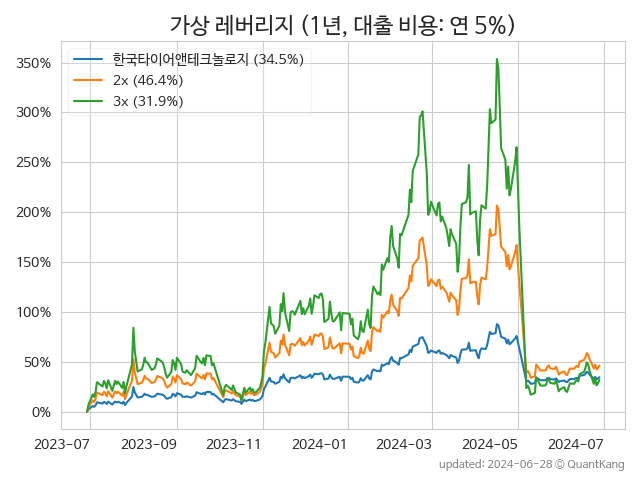 가상 레버리지 (1년, 대출 비용: 연 5%)
한국타이어앤테크놀로지 (34.5%)
2x (46.4%)
3x (31.9%)
350%
300%
250%
200%
150%
100%
50%
0%
2023-07 2023-09 2023-11 2024-01 2024-03 2024-05 2024-07
updated: 2024-06-28 © QuantKang